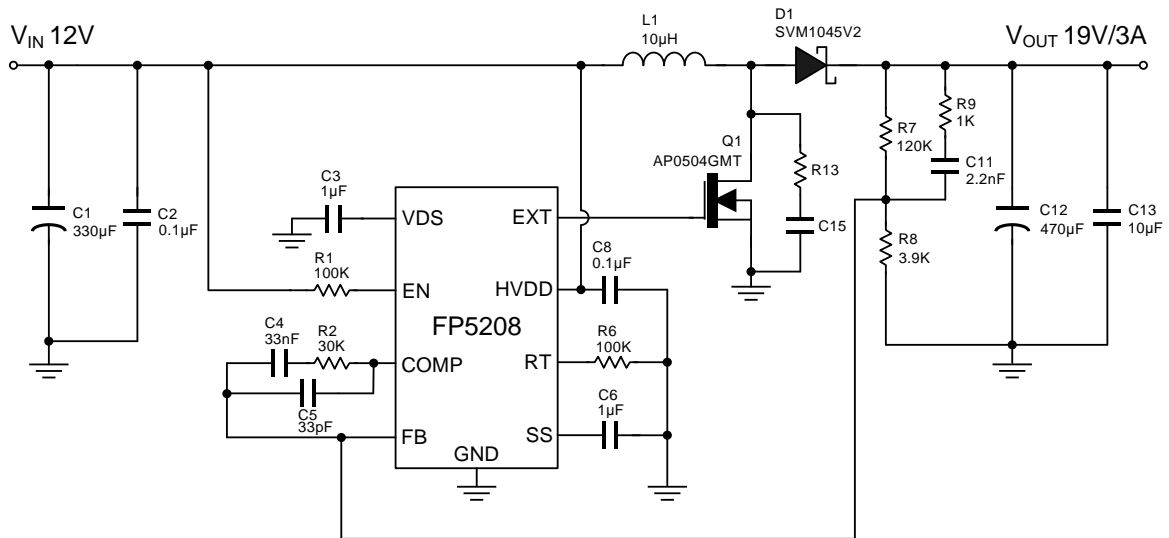 L1
10μH
D1
SVM1045V2
VIN 12V
VOUT 19V/3A
R9
1K
R7
120K
C11
2.2nF
Q1
AP0504GMT
R13
C3
1μF
VDS
EXT
C1
330μF
C2
0.1μF
C15
C12
470μF
C13
10μF
R8
3.9K
C8
0.1μF
R1
100K
EN
HVDD
FP5208
C4
33nF
R2
30K
COMP
RT
R6
100K
C5
33pF
C6
1μF
FB
SS
GND